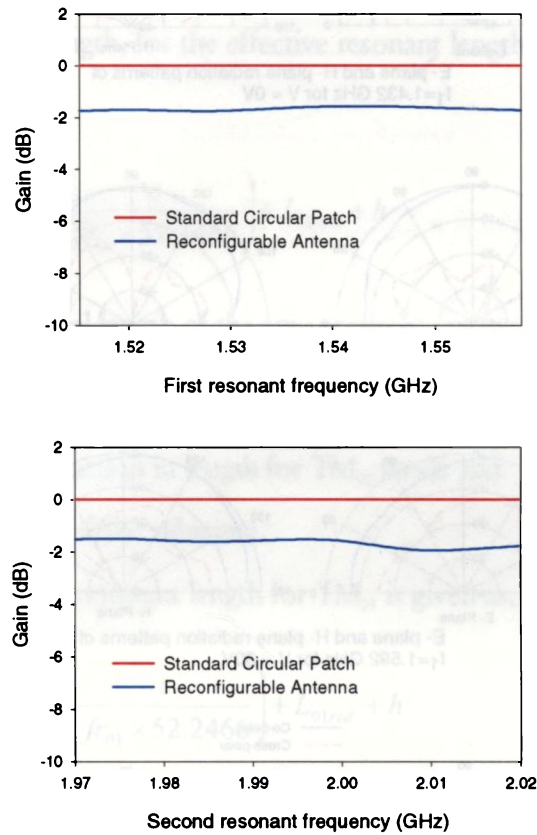 2
0
-2
-4
-6
-8
-10
Gain (dB)
Standard Circular Patch
Reconfigurable Antenna
1.52 1.53 1.54 1.55
First resonant frequency (GHz)
2
0
-2
-4
-6
-8
-10
Gain (dB)
Standard Circular Patch
Reconfigurable Antenna
1.97 1.98 1.99 2.00 2.01 2.02
Second resonant frequency (GHz)